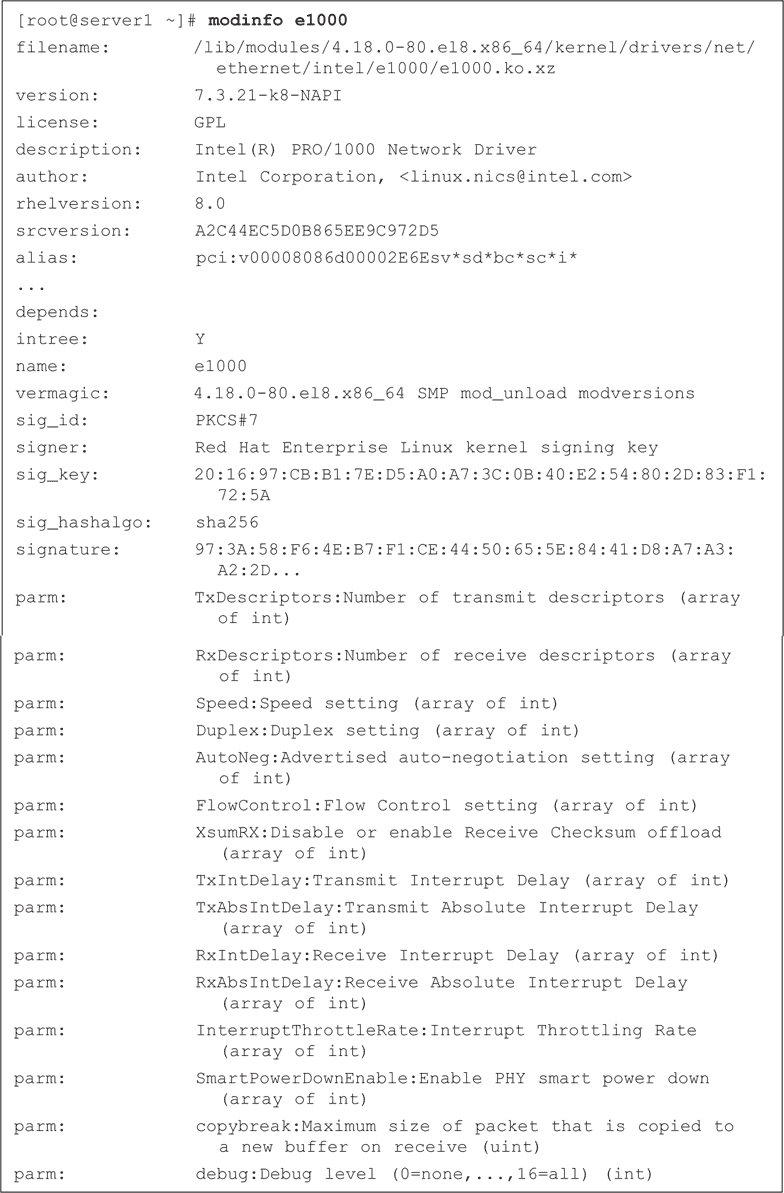 [root@server1 ~]# modinfo e1000
filename: /lib/modules/4.18.0-80.el8.x86_64/kernel/drivers/net/
ethernet/intel/e1000/e1000.ko.xz
version: 7.3.21-k8-NAPI
license: GPL
description: Intel(R) PRO/1000 Network Driver
author: Intel Corporation, <linux.nics@intel.com>
rhelversion: 8.0
srcversion: A2C44EC5D0B865EE9C972D5
alias: pci:v00008086d00002E6Esv*sd*bc*sc*i*
...
depends:
intree: Y
name: e1000
vermagic: 4.18.0-80.el8.x86_64 SMP mod_unload modversions
sig_id: PKCS#7
signer: Red Hat Enterprise Linux kernel signing key
sig_key: 20:16:97:CB:B1:7E:D5:A0:A7:3C:0B:40:E2:54:80:2D:83:F1:
72:5A
sig_hashalgo: sha256
signature: 97:3A:58:F6:4E:B7:F1:CE:44:50:65:5E:84:41:D8:A7:A3:
A2:2D...
parm: TxDescriptors:Number of transmit descriptors (array
of int)
parm: RxDescriptors:Number of receive descriptors (array
of int)
parm: Speed:Speed setting (array of int)
parm: Duplex:Duplex setting (array of int)
parm: AutoNeg:Advertised auto-negotiation setting (array
of int)
parm: FlowControl:Flow Control setting (array of int)
parm: XsumRX:Disable or enable Receive Checksum offload
(array of int)
parm: TxIntDelay:Transmit Interrupt Delay (array of int)
parm: TxAbsIntDelay:Transmit Absolute Interrupt Delay
(array of int)
parm: RxIntDelay:Receive Interrupt Delay (array of int)
parm: RxAbsIntDelay:Receive Absolute Interrupt Delay
(array of int)
parm: InterruptThrottleRate:Interrupt Throttling Rate
(array of int)
parm: SmartPowerDownEnable:Enable PHY smart power down
(array of int)
parm: copybreak:Maximum size of packet that is copied to
a new buffer on receive (uint)
parm: debug:Debug level (0=none,...,16=all) (int)